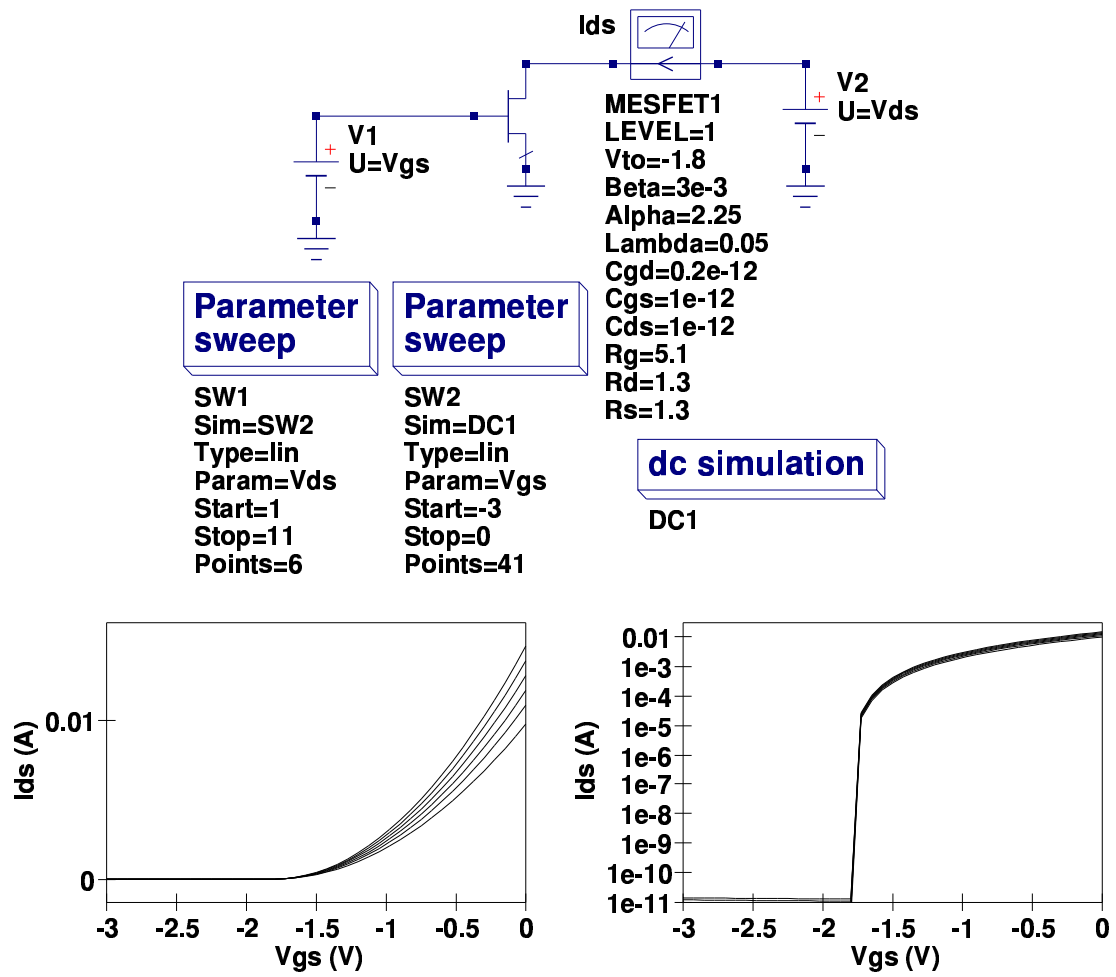 Ids
V1
U=Vgs
V2
U=Vds
MESFET1
LEVEL=1
Vto=-1.8
Beta=3e-3
Alpha=2.25
Lambda=0.05
Cgd=0.2e-12
Cgs=1e-12
Cds=1e-12
Rg=5.1
Rd=1.3
Rs=1.3
Parameter
sweep
SW1
Sim=SW2
Type=lin
Param=Vds
Start=1
Stop=11
Points=6
Parameter
sweep
SW2
Sim=DC1
Type=lin
Param=Vgs
Start=-3
Stop=0
Points=41
dc simulation
DC1
Ids (A)
0.01
0
-3 -2.5 -2 -1.5 -1 -0.5 0
Vgs (V)
Ids (A)
0.01
1e-3
1e-4
1e-5
1e-6
1e-7
1e-8
1e-9
1e-10
1e-11
-3 -2.5 -2 -1.5 -1 -0.5 0
Vgs (V)